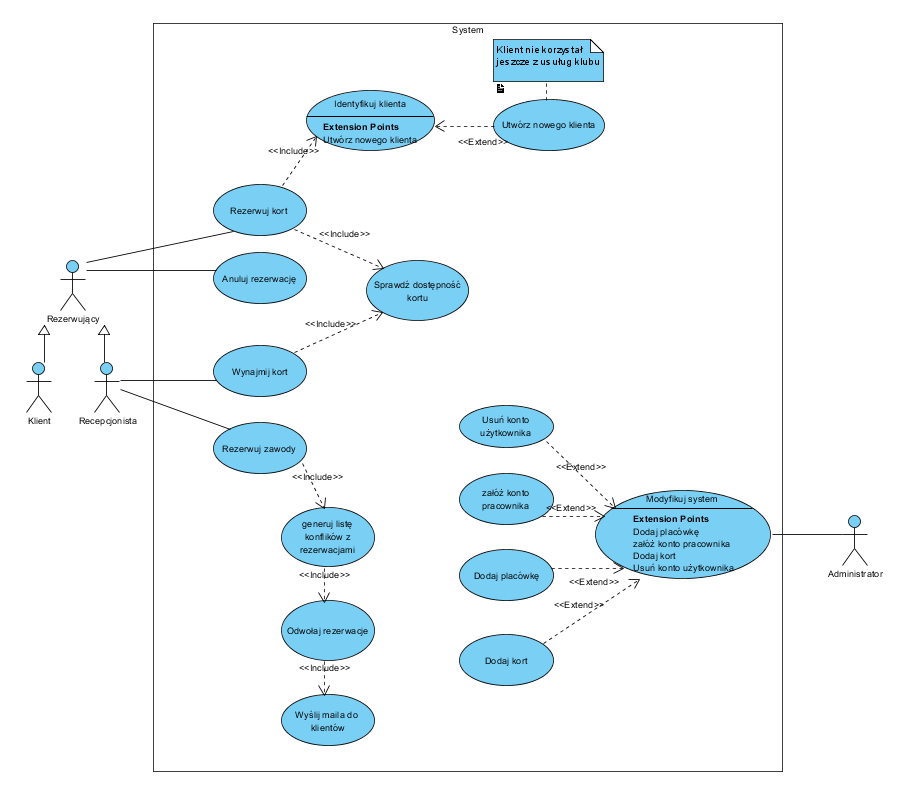 System
Klient nie korzystał
jeszcze z usuług klubu
Identyfikuj klienta
Extension Points
Utwórz nowego klienta
Utwórz nowego klienta
<<Extend>>
<<Include>>
Rezerwuj kort
<<Include>>
Anuluj rezerwację
Sprawdź dostępność
kortu
Rezerwujący
<<Include>>
Wynajmij kort
Klient
Recepcjonista
Rezerwuj zawody
<<Include>>
generuj listę
konflików z
rezerwacjami
<<Include>>
Odwołaj rezerwacje
<<Include>>
Wyślij maila do
klientów
Usuń konto
użytkownika
<<Extend>>
załóż konto
pracownika
<<Extend>>
Modyfikuj system
Extension Points
Dodaj placówkę
załóż konto pracownika
Dodaj kort
Usuń konto użytkownika
Administrator
Dodaj placówkę
<<Extend>>
<<Extend>>
Dodaj kort